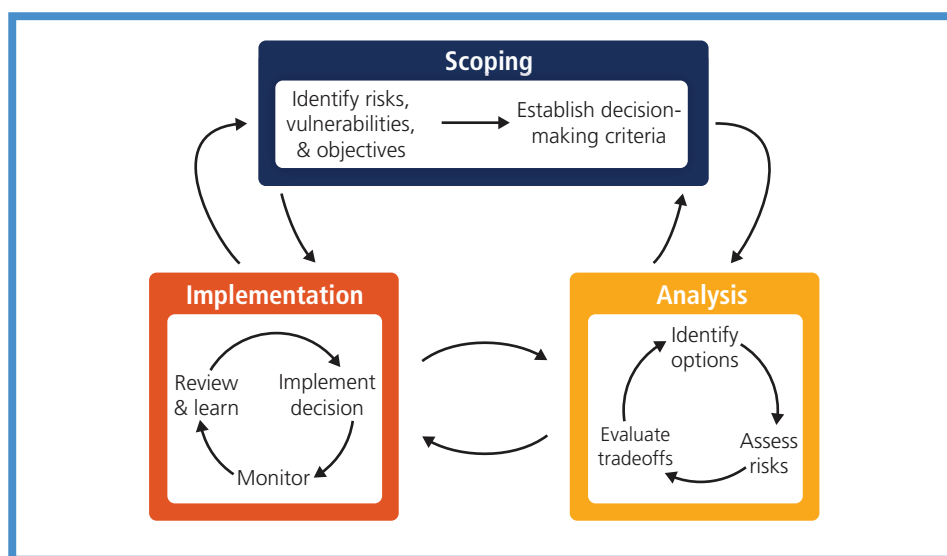 Scoping
Identify risks,
vulnerabilities,
& objectives
Establish decision-
making criteria
Implementation
Review
& learn
Implement
decision
Monitor
Analysis
Identify
options
Assess
risks
Evaluate
tradeoffs